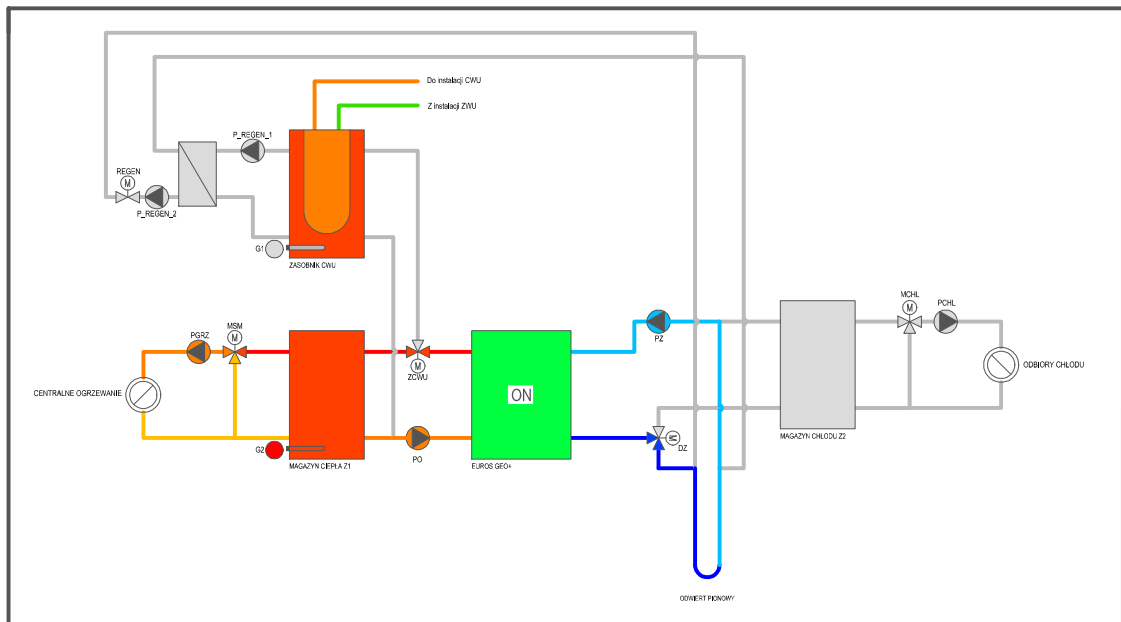 Do instalacji CWU
Z instalacji ZWU
P_REGEN_1
REGEN
M
P_REGEN_2
G1
ZASOBNIK CWU
MCHL
M
PCHL
PGRZ
MSM
M
M
ZCWU
PZ
ODBIORY CHŁODU
CENTRALNE OGRZEWANIE
ON
M
DZ
MAGAZYN CHŁODU Z2
G2
MAGAZYN CIEPŁA Z1
PO
EUROS GEO+
ODWIERT PIONOWY